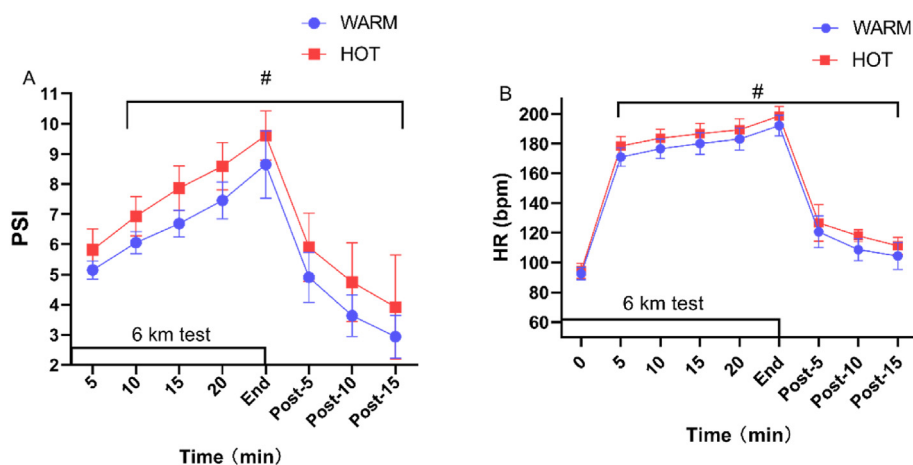 WARM
HOT
A
#
11
10
9
8
7
6
5
4
3
2
PSI
6 km test
5
10
15
20
End
Post-5
Post-10
Post-15
Time（min）
WARM
HOT
B
#
200
180
160
140
120
100
80
60
HR (bpm)
6 km test
0
5
10
15
20
End
Post-5
Post-10
Post-15
Time（min）